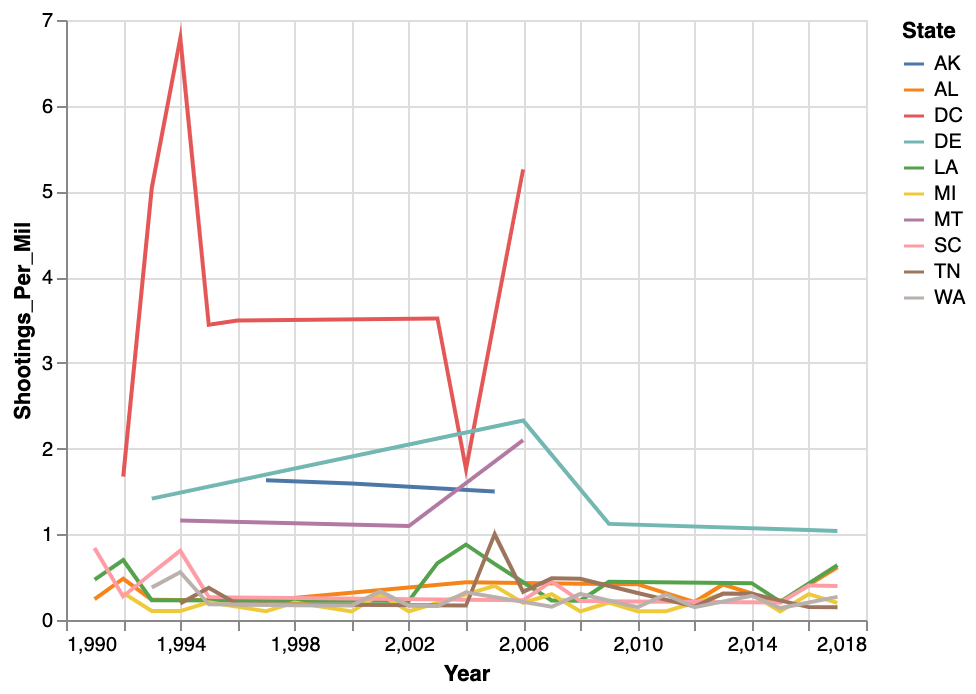 7
6
5
4
3
2
1
0
Shootings_Per_Mil
1,990 1,994 1,998 2,002 2,006 2,010 2,014 2,018
Year
State
AK
AL
DC
DE
LA
MI
MT
SC
TN
WA